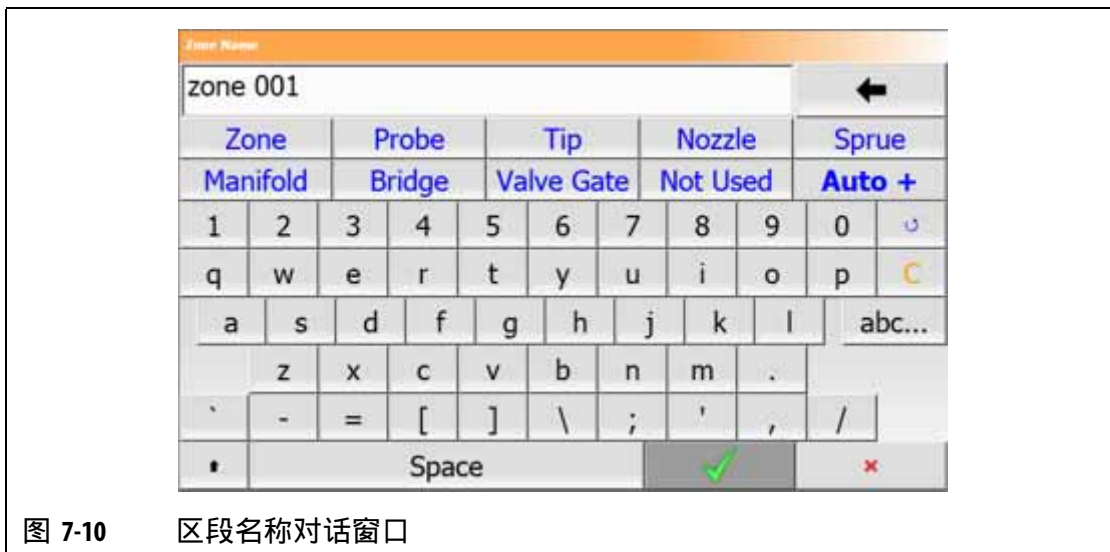 Zone Name
zone 001
Zone Probe Tip Nozzle Sprue
Manifold Bridge Valve Gate Not Used Auto +
1 2 3 4 5 6 7 8 9 0
q w e r t y u i o p C
a s d f g h j k l abc...
z x c v b n m .
` - = [ ] \ ; ' , /
Space
图 7-10 区段名称对话窗口